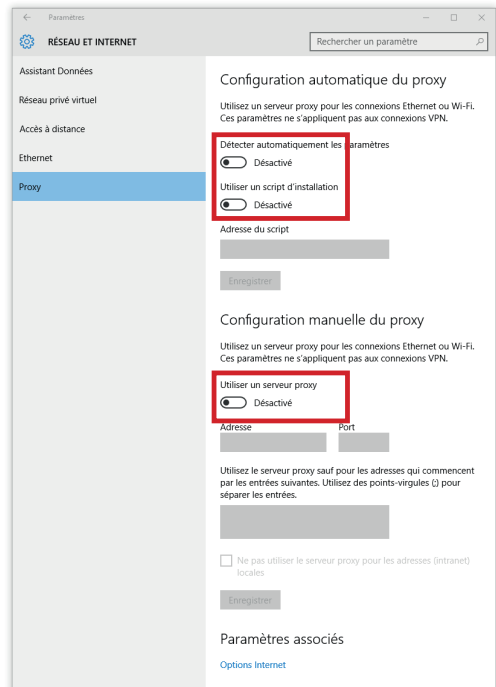 Paramètres
RÉSEAU ET INTERNET
Rechercher un paramètre
Assistant Données
Réseau privé virtuel
Accès à distance
Ethernet
Proxy
Configuration automatique du proxy
Utilisez un serveur proxy pour les connexions Ethernet ou Wi-Fi.
Ces paramètres ne s'appliquent pas aux connexions VPN.
Détecter automatiquement les paramètres
Désactivé
Utiliser un script d'installation
Désactivé
Adresse du script
Enregistrer
Configuration manuelle du proxy
Utilisez un serveur proxy pour les connexions Ethernet ou Wi-Fi.
Ces paramètres ne s'appliquent pas aux connexions VPN.
Utiliser un serveur proxy
Désactivé
Adresse Port
Utilisez le serveur proxy sauf pour les adresses qui commencent
par les entrées suivantes. Utilisez des points-virgules (;) pour
séparer les entrées.
Ne pas utiliser le serveur proxy pour les adresses (intranet)
locales
Enregistrer
Paramètres associés
Options Internet